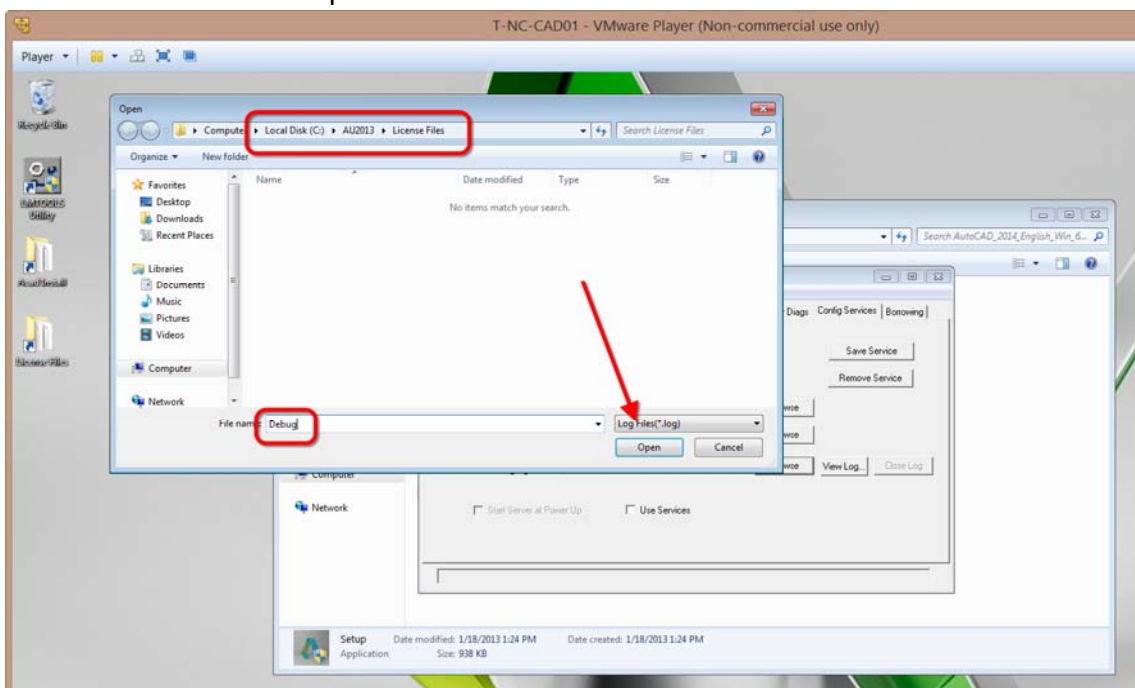 T-NC-CAD01 - VMware Player (Non-commercial use only)
Player
Open
Computer Local Disk (C:) AU2013 License Files
Search License Files
Organize New folder
Favorites
Desktop
Downloads
Recent Places
Libraries
Documents
Music
Pictures
Videos
Computer
Network
Name Date modified Type Size
No items match your search.
File name: Debug
Log Files(*.log)
Open Cancel
Search AutoCAD_2014_English_Win_6...
Diags Config Services Borrowing
Save Service
Remove Service
View Log... Close Log
Start Server at Power Up Use Services
Computer
Network
Setup Date modified: 1/18/2013 1:24 PM Date created: 1/18/2013 1:24 PM
Application Size: 938 KB